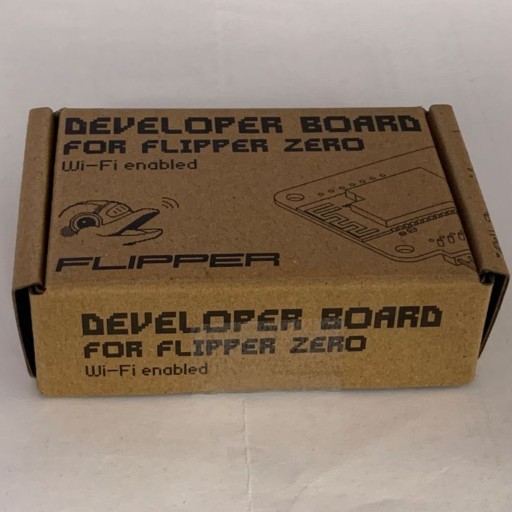 DEVELOPER BOARD
FOR FLIPPER ZERO
Wi-Fi enabled
FLIPPER
DEVELOPER BOARD
FOR FLIPPER ZERO
Wi-Fi enabled